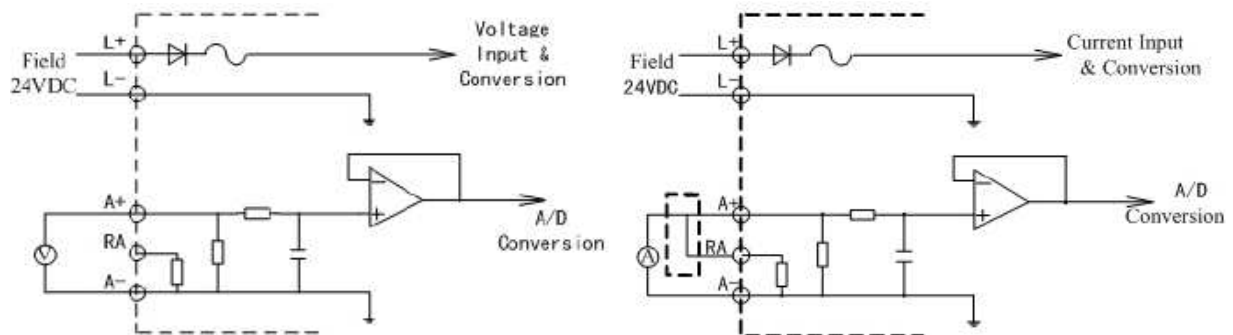 L+
Field
24VDC
L-
Voltage
Input &
Conversion
A+
V
RA
A-
-
+
A/D
Conversion
L+
Field
24VDC
L-
Current Input
& Conversion
A+
A
RA
A-
-
+
A/D
Conversion